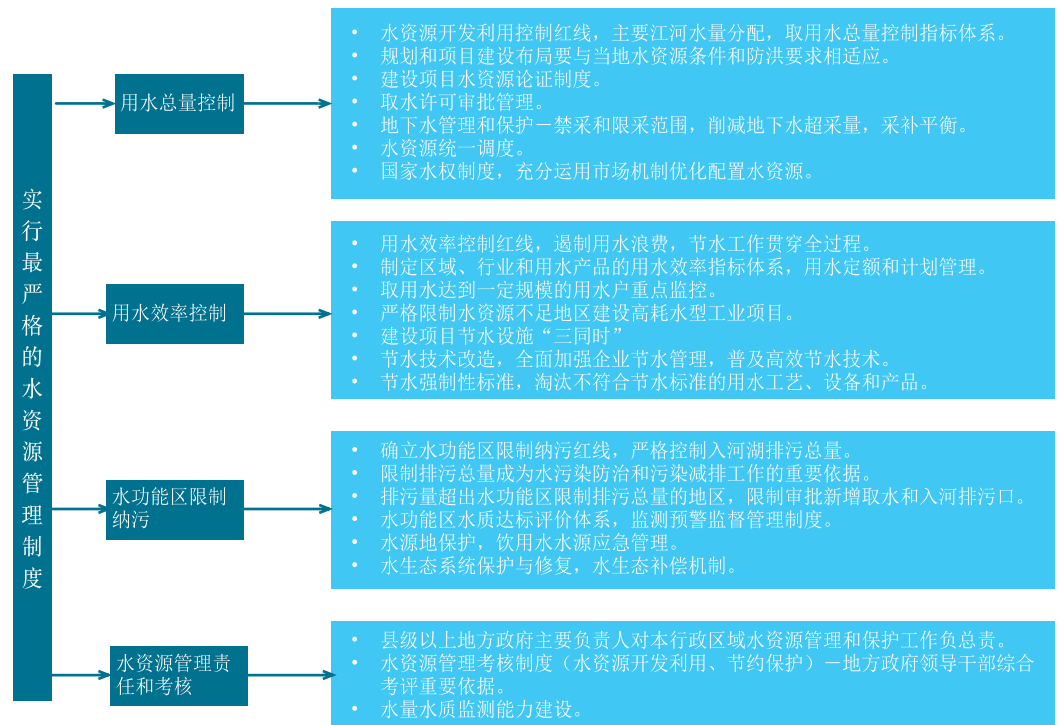 实行最严格的水资源管理制度
用水总量控制
• 水资源开发利用控制红线，主要江河水量分配，取用水总量控制指标体系。
• 规划和项目建设布局要与当地水资源条件和防洪要求相适应。
• 建设项目水资源论证制度。
• 取水许可审批管理。
• 地下水管理和保护－禁采和限采范围，削减地下水超采量，采补平衡。
• 水资源统一调度。
• 国家水权制度，充分运用市场机制优化配置水资源。
用水效率控制
• 用水效率控制红线，遏制用水浪费，节水工作贯穿全过程。
• 制定区域、行业和用水产品的用水效率指标体系，用水定额和计划管理。
• 取用水达到一定规模的用水户重点监控。
• 严格限制水资源不足地区建设高耗水型工业项目。
• 建设项目节水设施“三同时”
• 节水技术改造，全面加强企业节水管理，普及高效节水技术。
• 节水强制性标准，淘汰不符合节水标准的用水工艺、设备和产品。
水功能区限制
纳污
• 确立水功能区限制纳污红线，严格控制入河湖排污总量。
• 限制排污总量成为水污染防治和污染减排工作的重要依据。
• 排污量超出水功能区限制排污总量的地区，限制审批新增取水和入河排污口。
• 水功能区水质达标评价体系，监测预警监督管理制度。
• 水源地保护，饮用水水源应急管理。
• 水生态系统保护与修复，水生态补偿机制。
水资源管理责
任和考核
• 县级以上地方政府主要负责人对本行政区域水资源管理和保护工作负总责。
• 水资源管理考核制度（水资源开发利用、节约保护）－地方政府领导干部综合
考评重要依据。
• 水量水质监测能力建设。